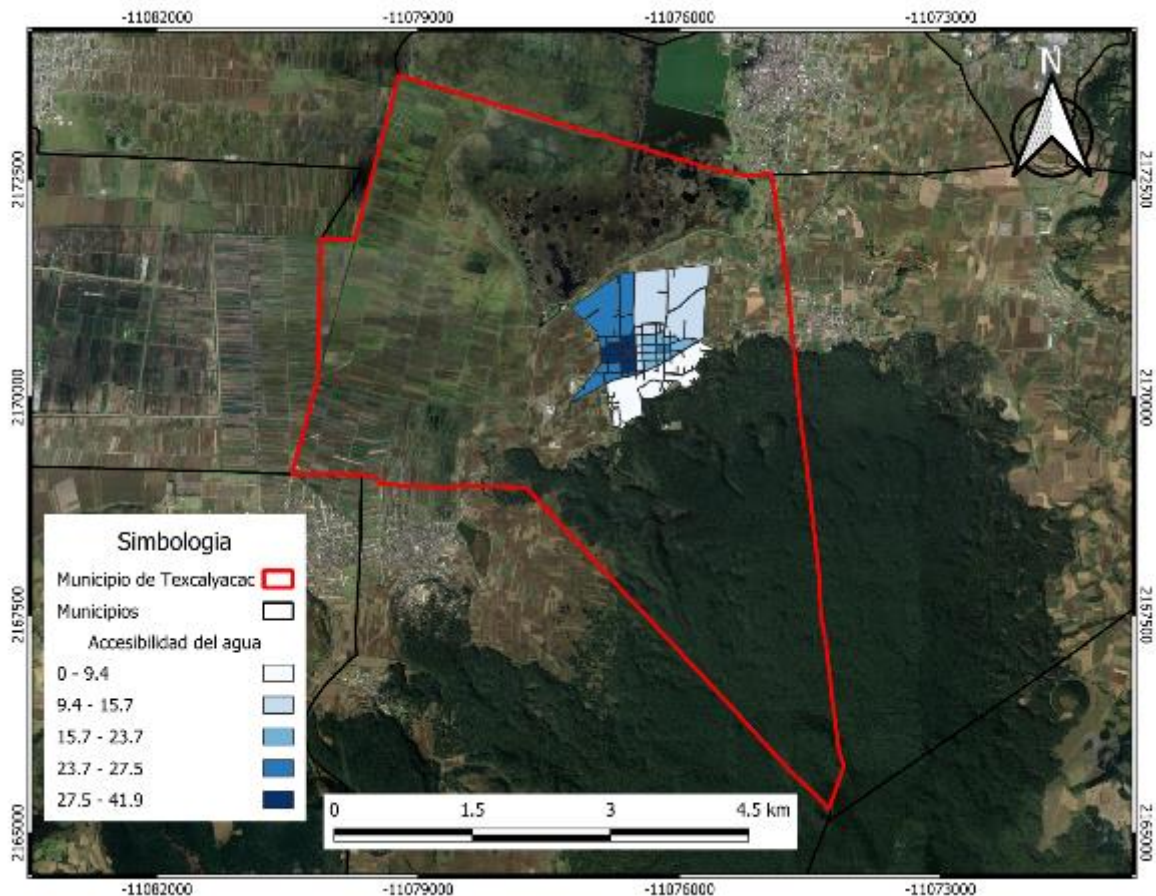 -11082000 -11079000 -11076000 -11073000
N
2172500 2172500
2170000 2170000
2167500 2167500
2165000 2165000
Simbologia
Municipio de Texcalyacac
Municipios
Accesibilidad del agua
0 - 9.4
9.4 - 15.7
15.7 - 23.7
23.7 - 27.5
27.5 - 41.9
0 1.5 3 4.5 km
-11082000 -11079000 -11076000 -11073000